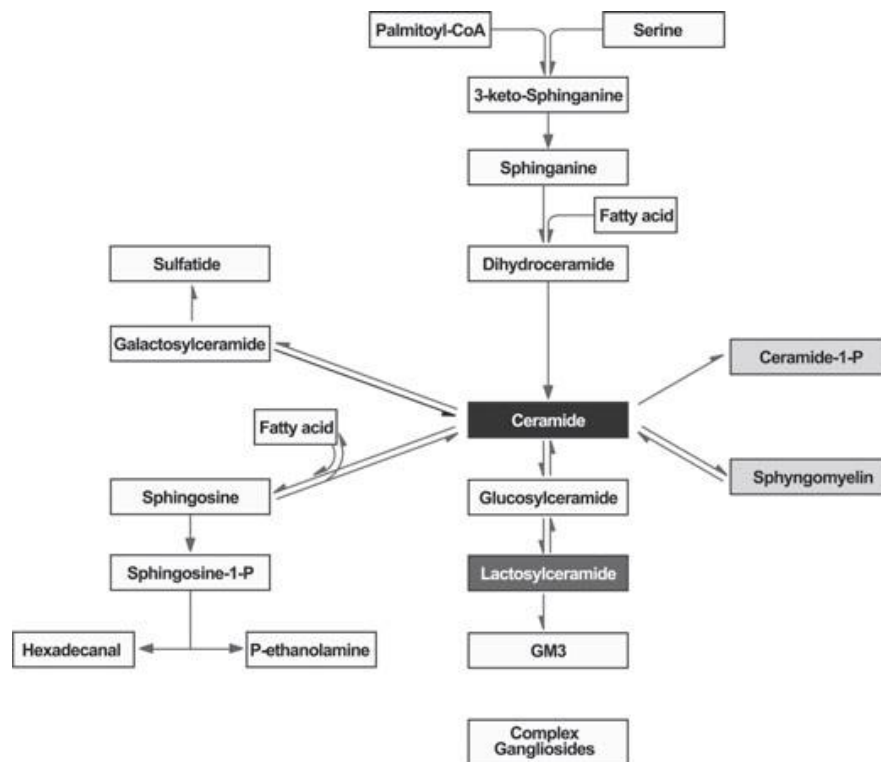 Palmitoyl-CoA
Serine
3-keto-Sphinganine
Sphinganine
Fatty acid
Dihydroceramide
Sulfatide
Galactosylceramide
Ceramide-1-P
Ceramide
Fatty acid
Sphyngomyelin
Sphingosine
Glucosylceramide
Sphingosine-1-P
Lactosylceramide
Hexadecanal
P-ethanolamine
GM3
Complex
Gangliosides